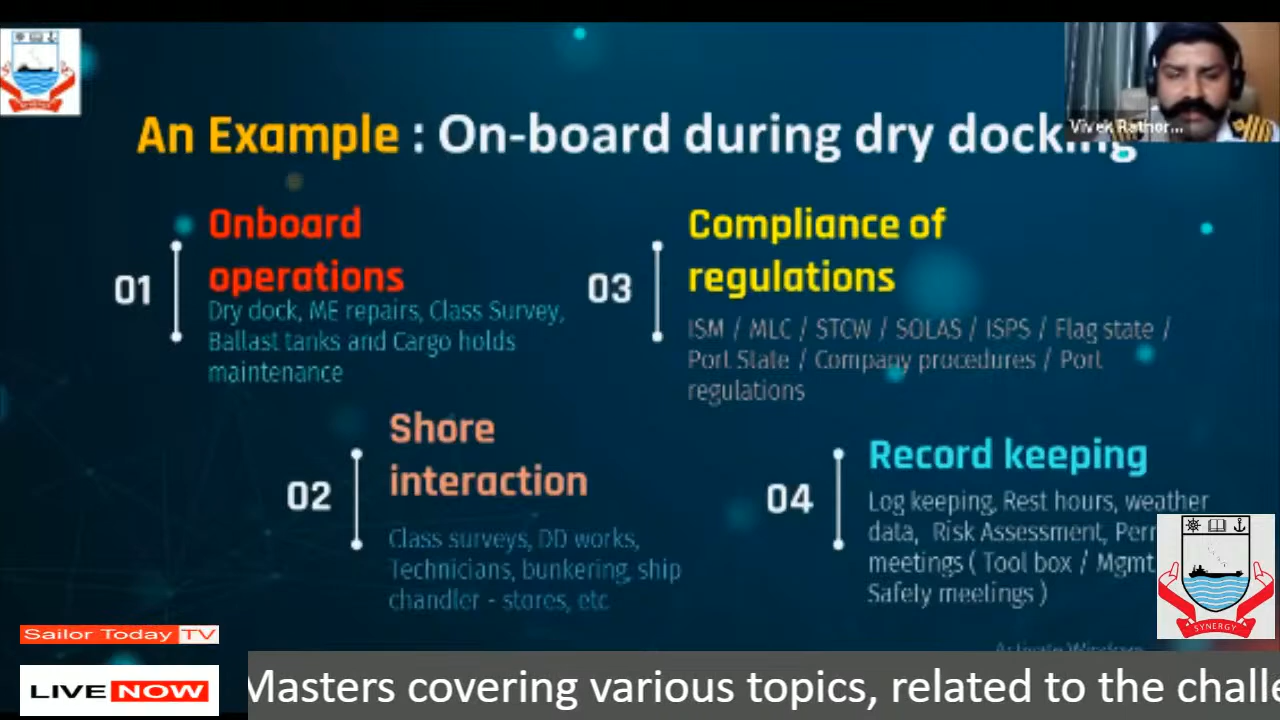 An Example : On-board during dry docking
Vivek Rathor...
01
Onboard
operations
Dry dock, ME repairs, Class Survey,
Ballast tanks and Cargo holds
maintenance
02
Shore
interaction
Class surveys, DD works,
Technicians, bunkering, ship
chandler - stores, etc
03
Compliance of
regulations
ISM / MLC / STCW / SOLAS / ISPS / Flag state /
Port State / Company procedures / Port
regulations
04
Record keeping
Log keeping, Rest hours, weather
data, Risk Assessment,
meetings ( Tool box / Mgmt
Safety meetings )
SYNERGY
Activate Windows
Sailor Today TV
LIVE NOW
Masters covering various topics, related to the challe